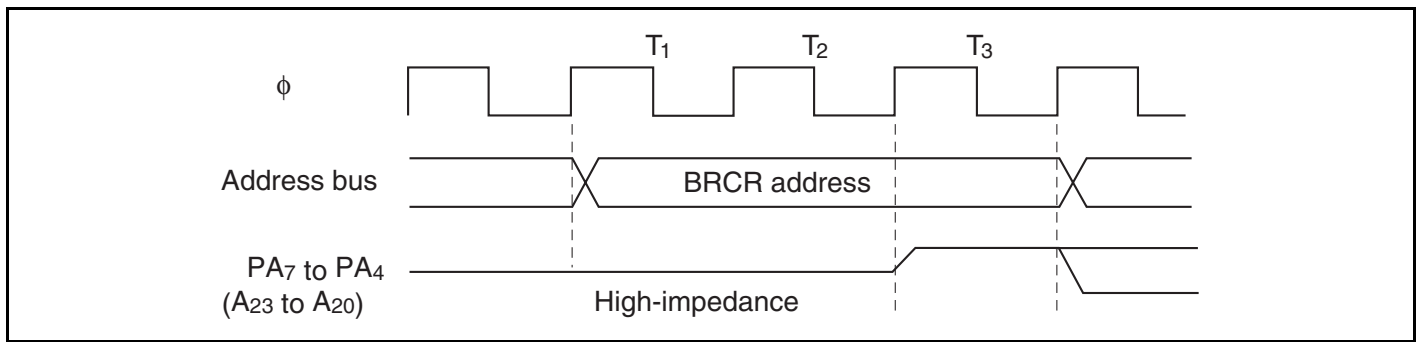 T1 T2 T3
ϕ
Address bus BRCR address
PA7 to PA4
(A23 to A20) High-impedance